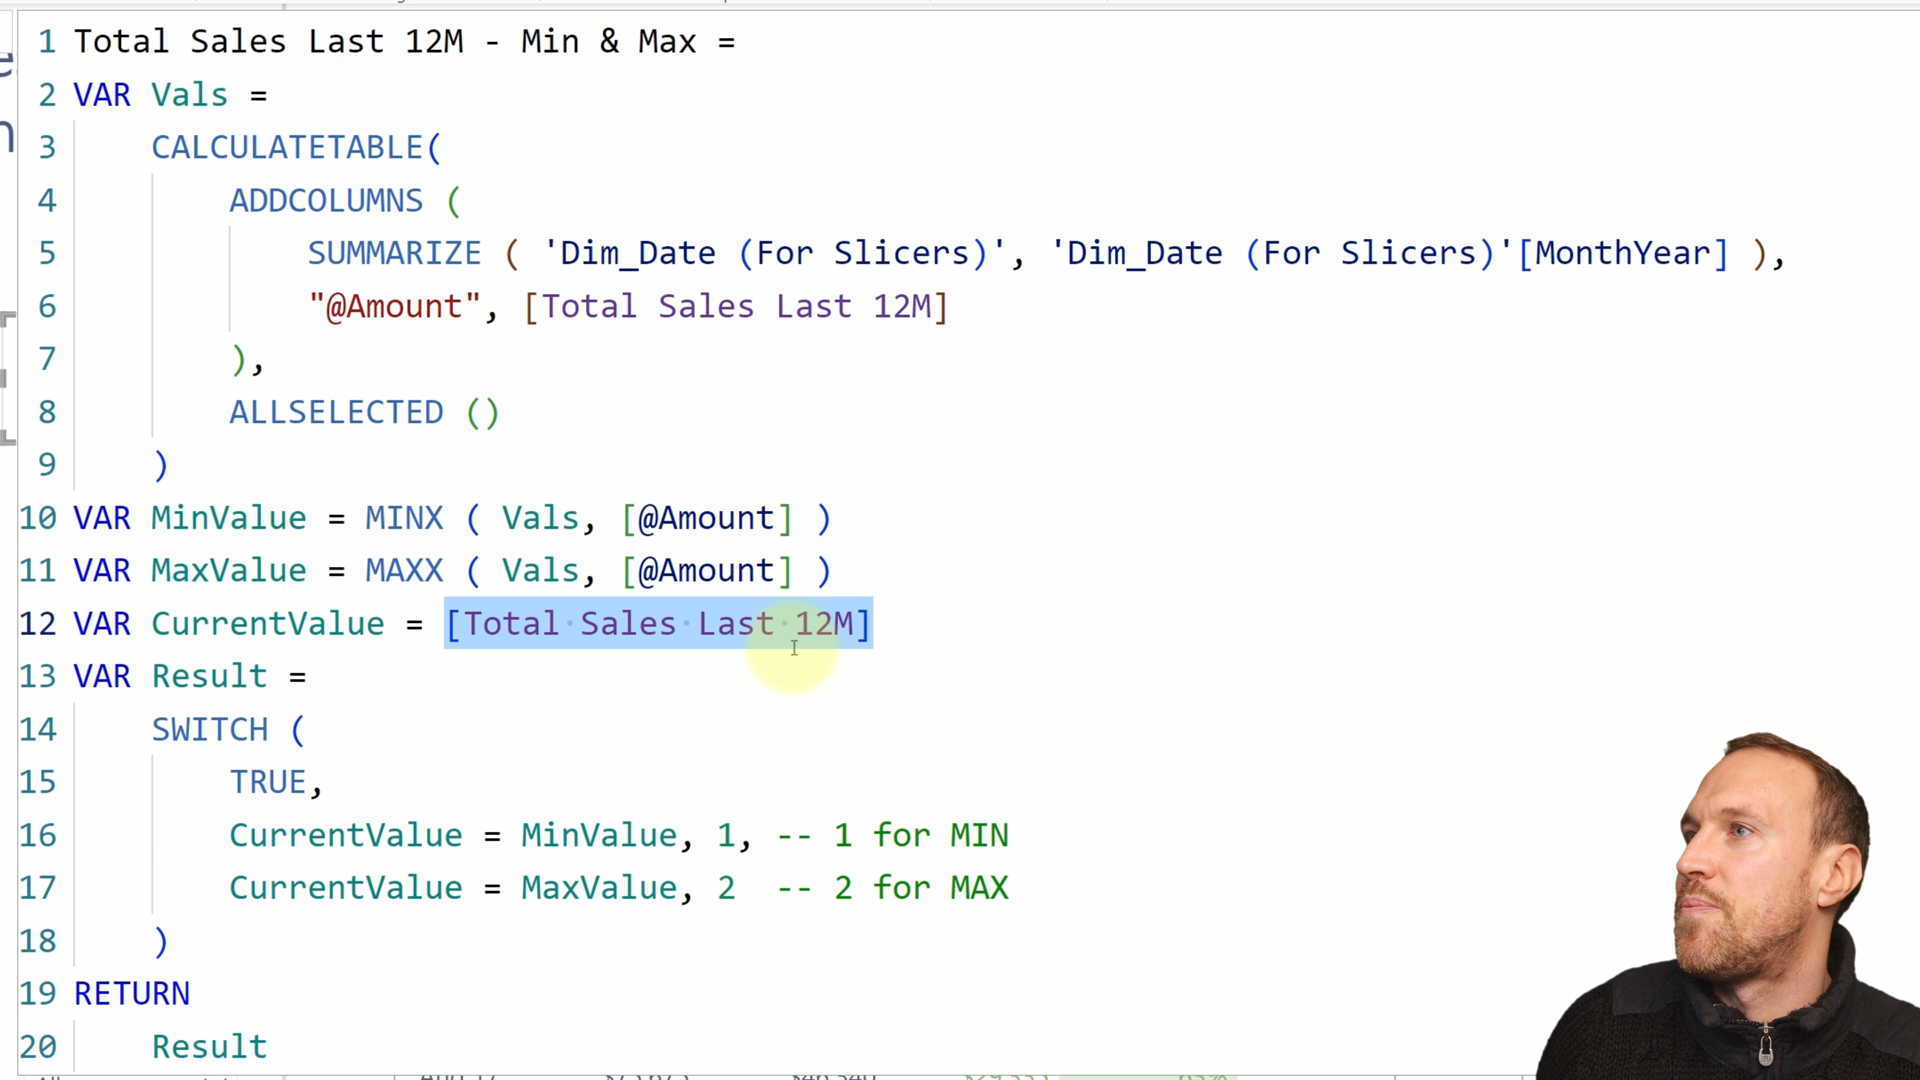 1 Total Sales Last 12M - Min & Max =
2 VAR Vals =
3 CALCULATETABLE(
4 ADDCOLUMNS (
5 SUMMARIZE ( 'Dim_Date (For Slicers)', 'Dim_Date (For Slicers)'[MonthYear] ),
6 "@Amount", [Total Sales Last 12M]
7 ),
8 ALLSELECTED ()
9 )
10 VAR MinValue = MINX ( Vals, [@Amount] )
11 VAR MaxValue = MAXX ( Vals, [@Amount] )
12 VAR CurrentValue = [Total Sales Last 12M]
13 VAR Result =
14 SWITCH (
15 TRUE,
16 CurrentValue = MinValue, 1, -- 1 for MIN
17 CurrentValue = MaxValue, 2 -- 2 for MAX
18 )
19 RETURN
20 Result